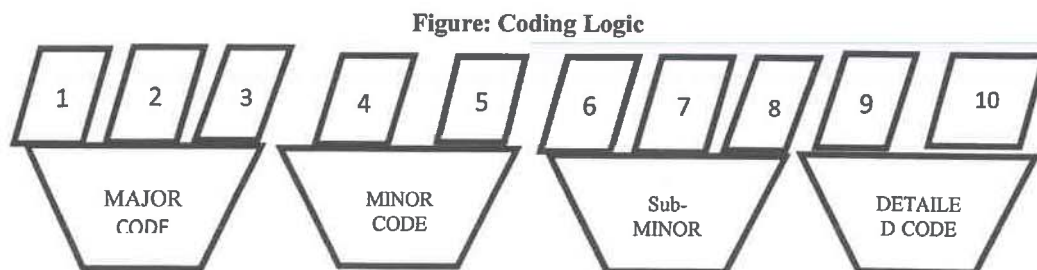 Figure: Coding Logic
1 2 3 4 5 6 7 8 9 10
MAJOR
CODE
MINOR
CODE
Sub-
MINOR
DETAILE
D CODE